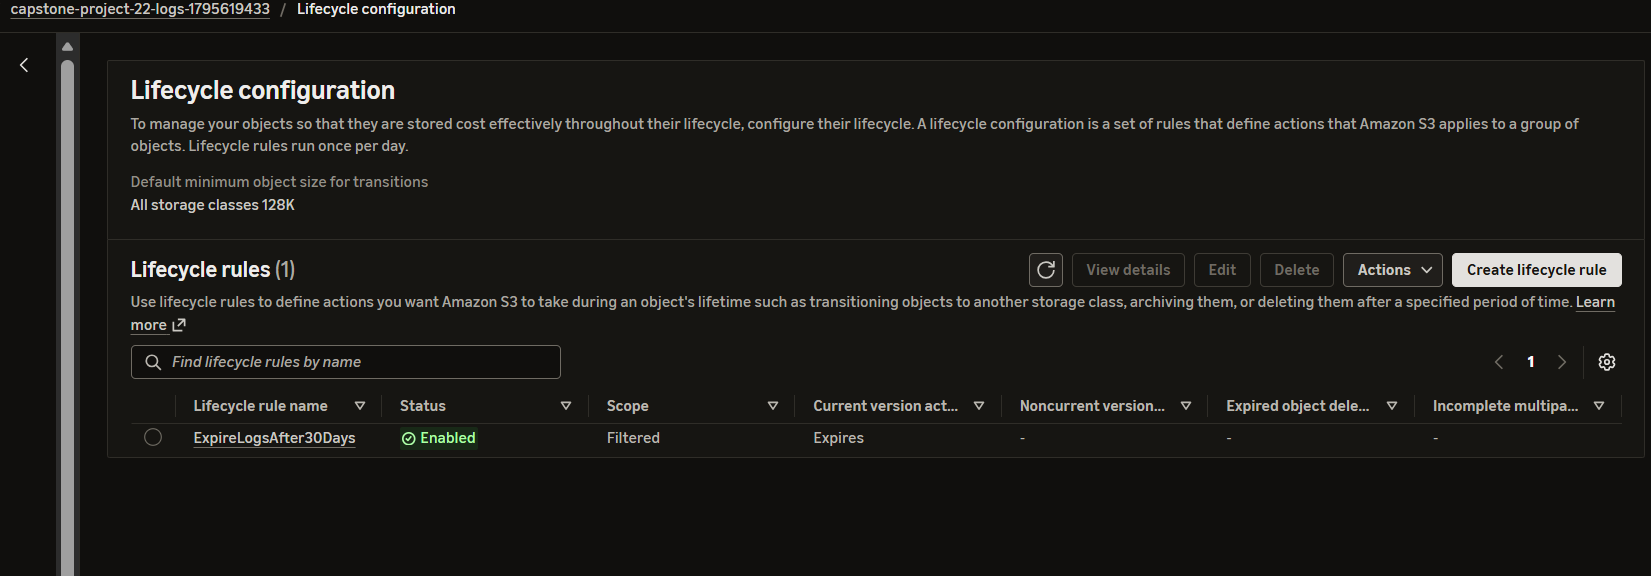 capstone-project-22-logs-1795619433 / Lifecycle configuration
Lifecycle configuration
To manage your objects so that they are stored cost effectively throughout their lifecycle, configure their lifecycle. A lifecycle configuration is a set of rules that define actions that Amazon S3 applies to a group of
objects. Lifecycle rules run once per day.
Default minimum object size for transitions
All storage classes 128K
Lifecycle rules (1)
View details
Edit
Delete
Actions
Create lifecycle rule
Use lifecycle rules to define actions you want Amazon S3 to take during an object's lifetime such as transitioning objects to another storage class, archiving them, or deleting them after a specified period of time. Learn
more
Find lifecycle rules by name
1
Lifecycle rule name Status Scope Current version act... Noncurrent version... Expired object dele... Incomplete multipa...
ExpireLogsAfter30Days Enabled Filtered Expires - - -